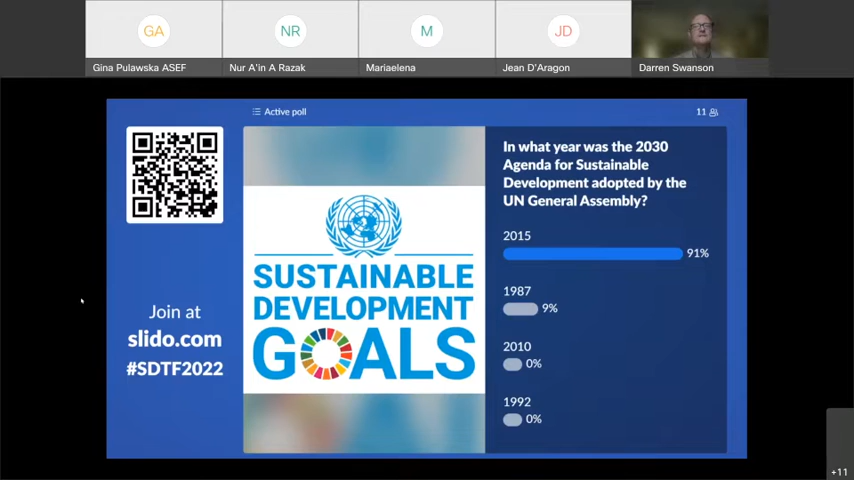 GA
NR
M
JD
Gina Pulawska ASEF
Nur A'in A Razak
Mariaelena
Jean D'Aragon
Darren Swanson
Active poll
11
Join at
slido.com
#SDTF2022
SUSTAINABLE
DEVELOPMENT
GOALS
In what year was the 2030
Agenda for Sustainable
Development adopted by the
UN General Assembly?
2015
91%
1987
9%
2010
0%
1992
0%
+11